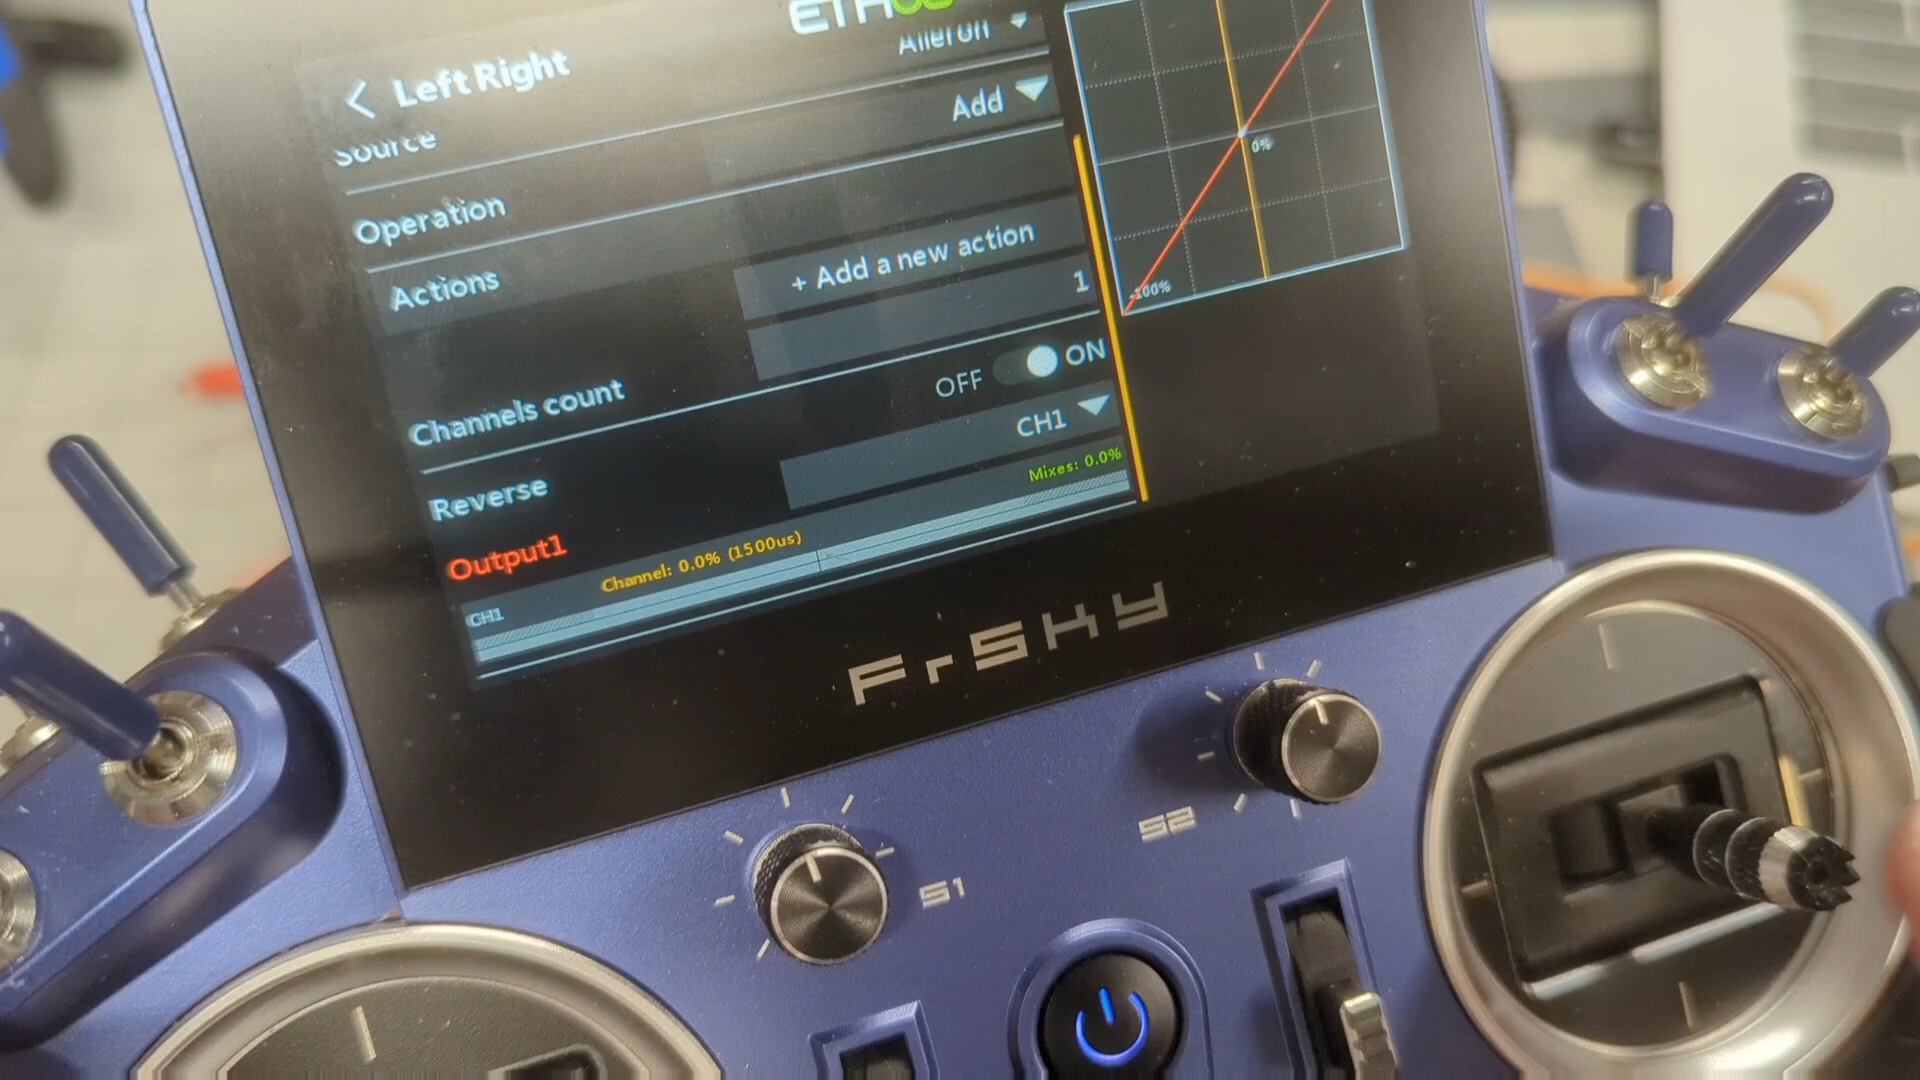 ETHOS
Left Right
Aileron
Source
Add
Operation
Actions
+ Add a new action
1
Channels count
OFF ON
Reverse
CH1
Output1
Mixes: 0.0%
Channel: 0.0% (1500us)
CH1
0%
-100%
FrSKY
S1
S2